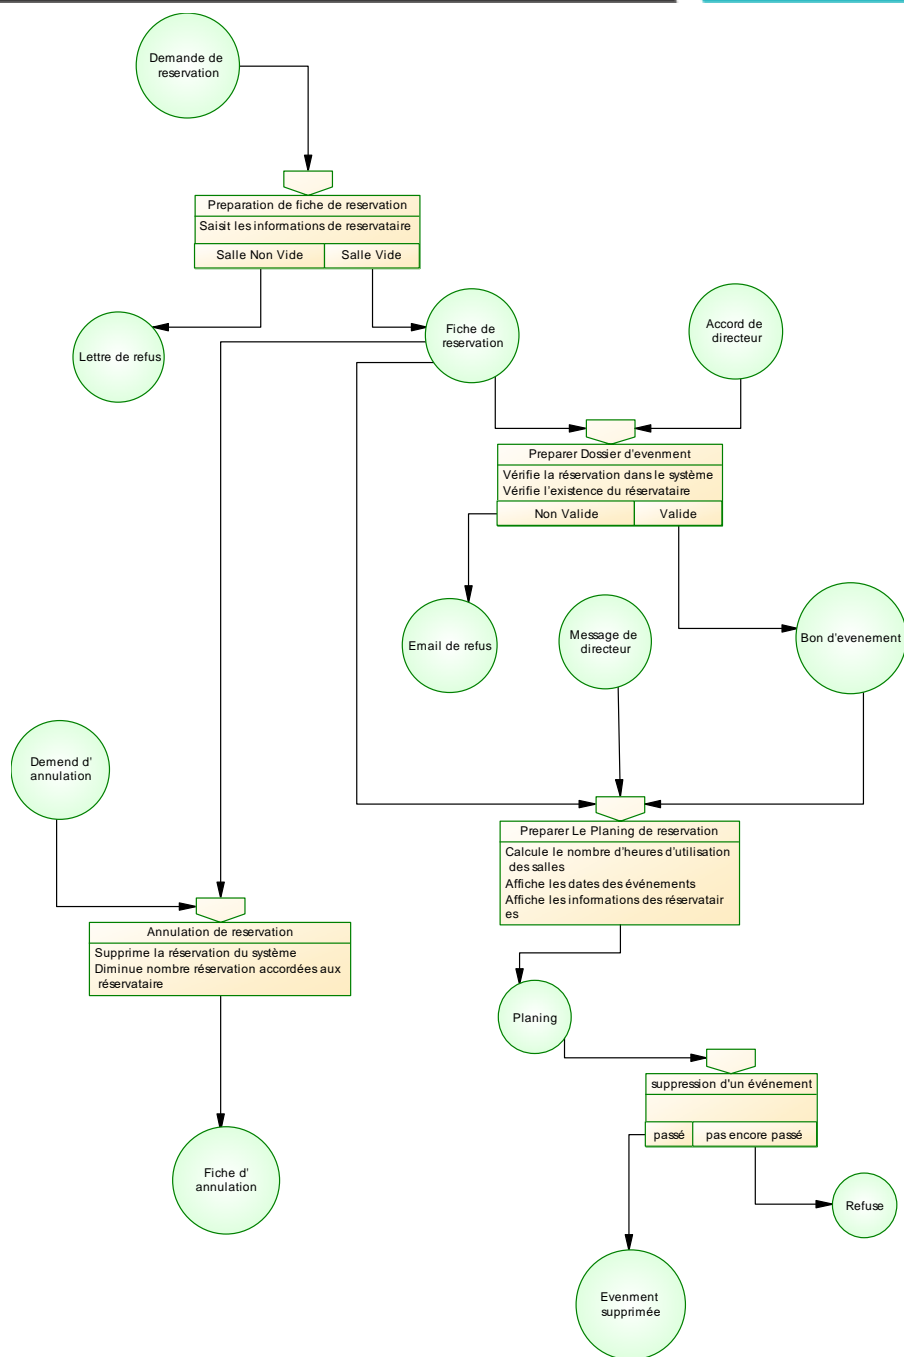 Demande de
reservation
Preparation de fiche de reservation
Saisit les informations de reservataire
Salle Non Vide
Salle Vide
Lettre de refus
Fiche de
reservation
Accord de
directeur
Preparer Dossier d'evenment
Vérifie la réservation dans le système
Vérifie l'existence du réservataire
Non Valide
Valide
Email de refus
Message de
directeur
Bon d'evenement
Demend d'
annulation
Preparer Le Planing de reservation
Calcule le nombre d'heures d'utilisation
des salles
Affiche les dates des événements
Affiche les informations des réservatair
es
Annulation de reservation
Supprime la réservation du système
Diminue nombre réservation accordées aux
réservataire
Planing
suppression d'un événement
passé
pas encore passé
Fiche d'
annulation
Refuse
Evenment
supprimée